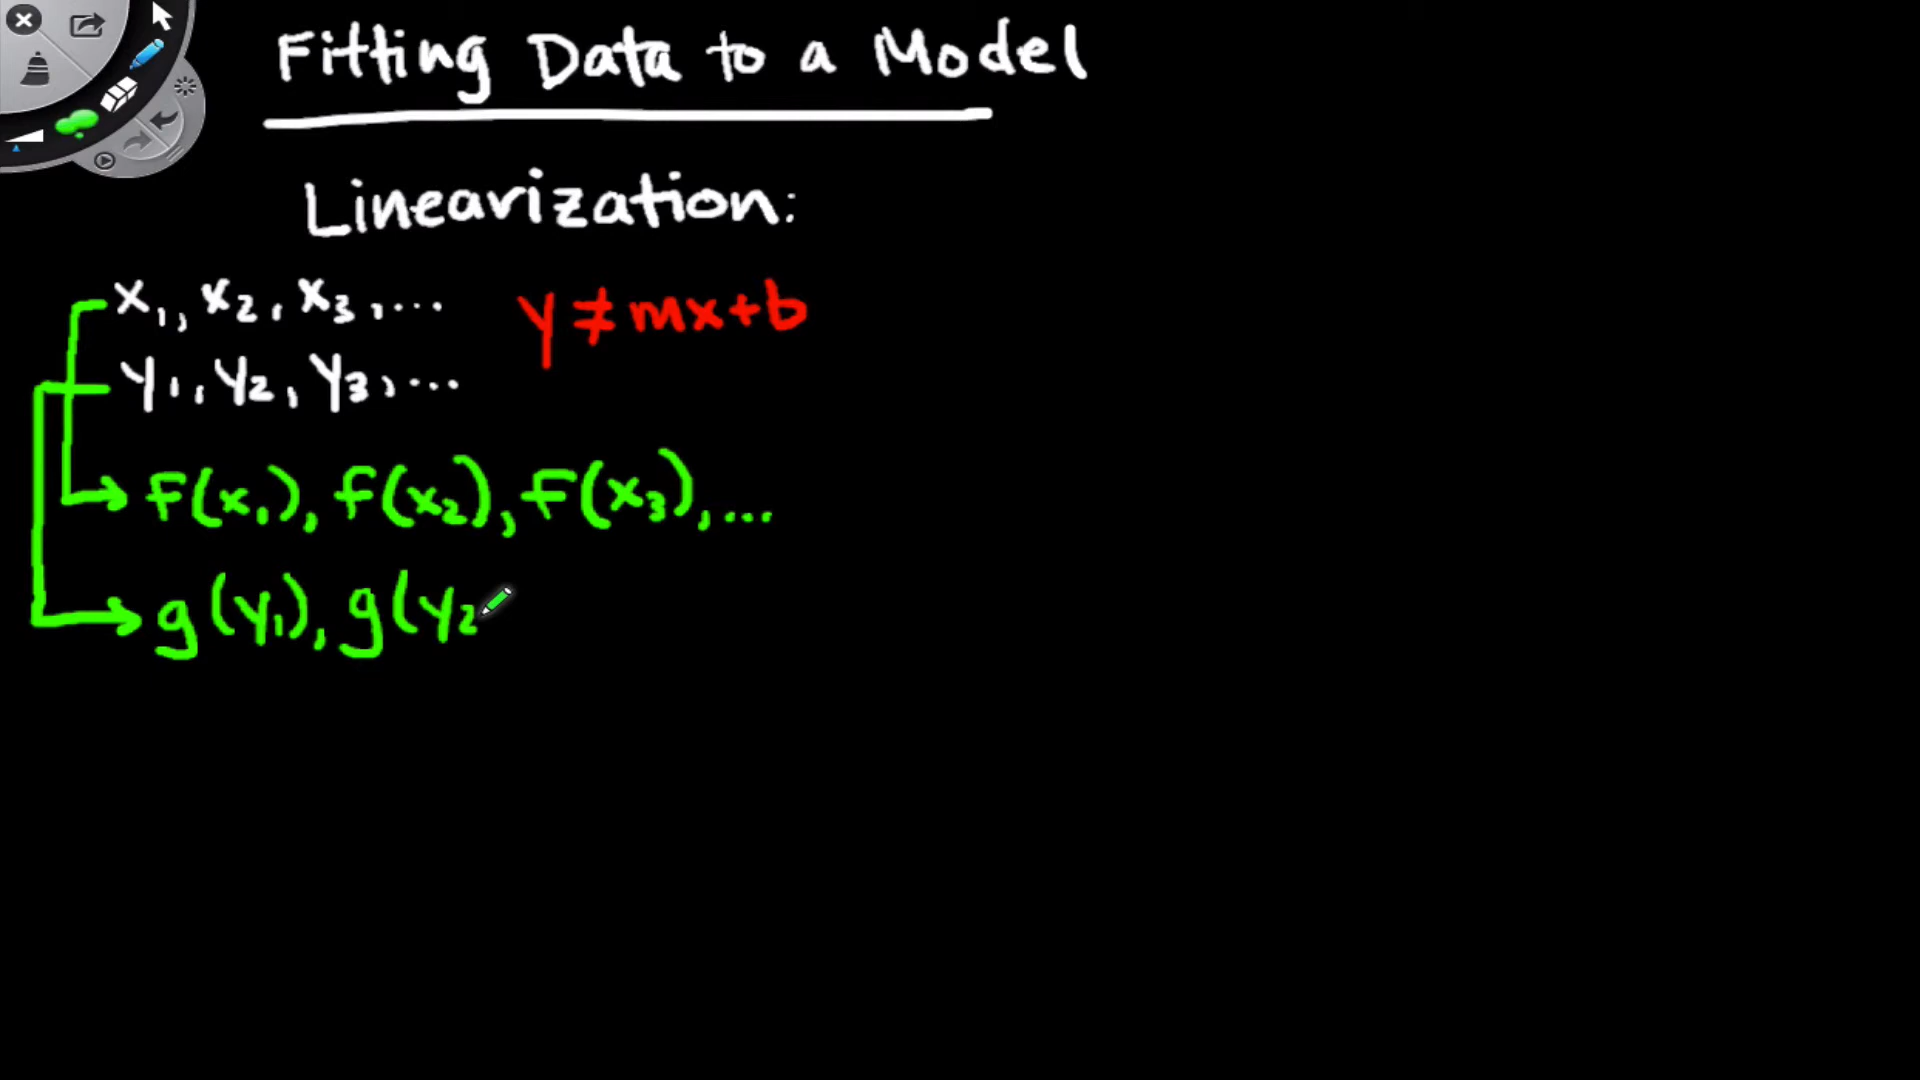 Fitting Data to a Model
Linearization:
x₁, x₂, x₃, ... y ≠ mx+b
y₁, y₂, y₃, ...
f(x₁), f(x₂), f(x₃), ...
g(y₁), g(y₂